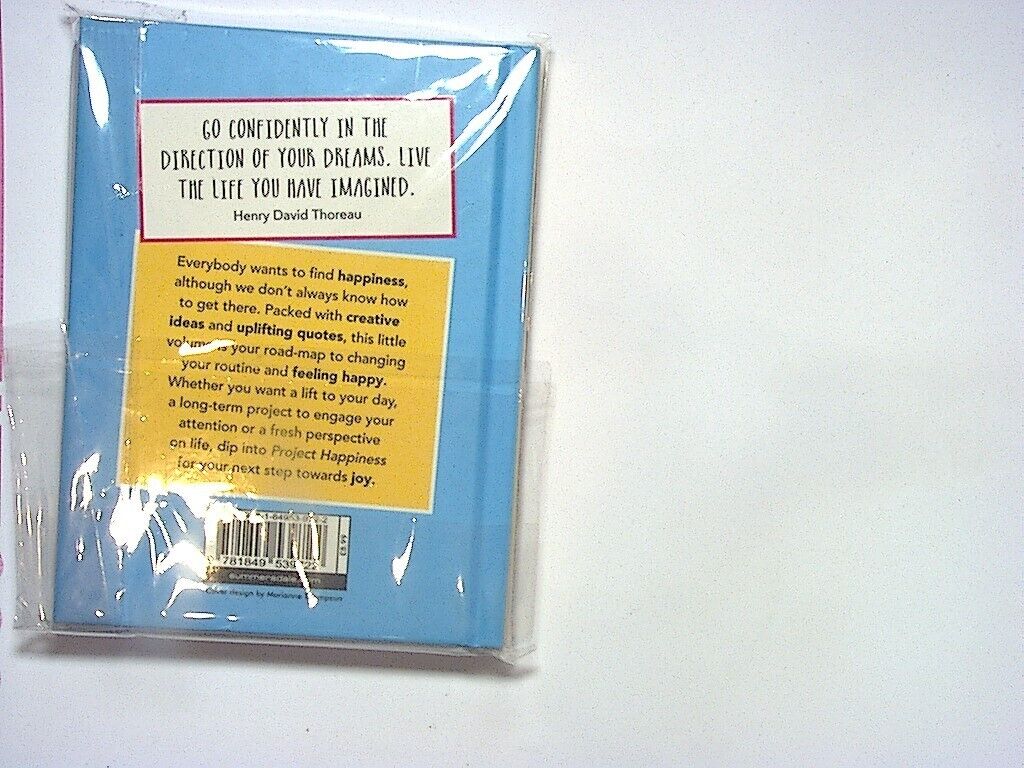 GO CONFIDENTLY IN THE
DIRECTION OF YOUR DREAMS. LIVE
THE LIFE YOU HAVE IMAGINED.
Henry David Thoreau
Everybody wants to find happiness,
although we don't always know how
to get there. Packed with creative
ideas and uplifting quotes, this little
volume is your road-map to changing
your routine and feeling happy.
Whether you want a lift to your day,
a long-term project to engage your
attention or a fresh perspective
on life, dip into Project Happiness
for your next step towards joy.
781849
Cover design by Marianne